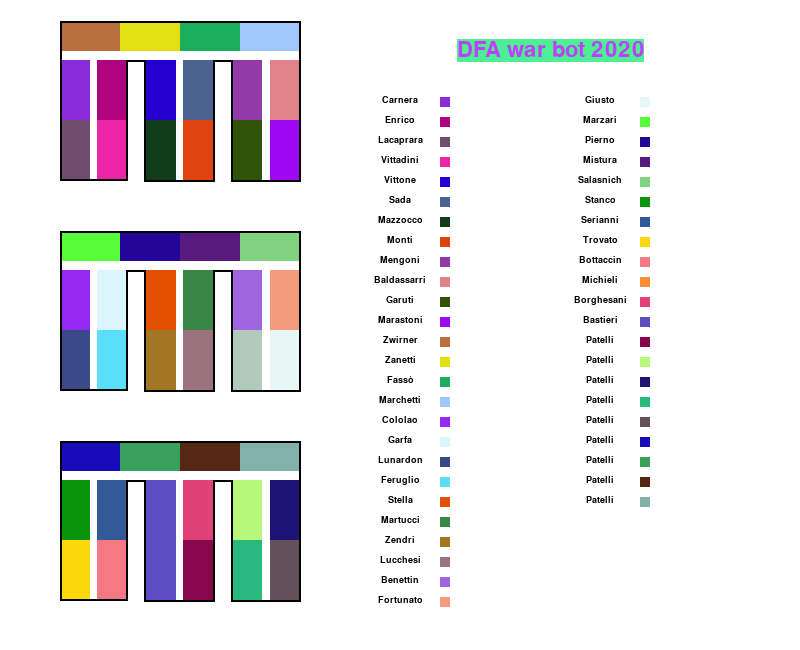 DFA war bot 2020
Carnera
Enrico
Lacaprara
Vittadini
Vittone
Sada
Mazzocco
Monti
Mengoni
Baldassarri
Garuti
Marastoni
Zwirner
Zanetti
Fassò
Marchetti
Cololao
Garfa
Lunardon
Feruglio
Stella
Martucci
Zendri
Lucchesi
Benettin
Fortunato
Giusto
Marzari
Pierno
Mistura
Salasnich
Stanco
Serianni
Trovato
Bottaccin
Michieli
Borghesani
Bastieri
Patelli
Patelli
Patelli
Patelli
Patelli
Patelli
Patelli
Patelli
Patelli